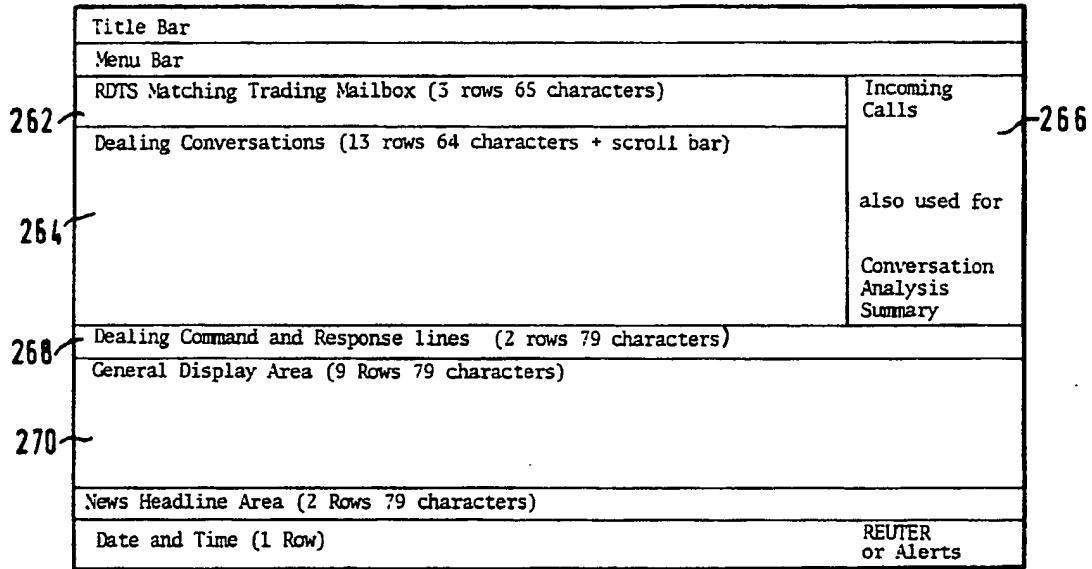 Title Bar
Menu Bar
RDTS Matching Trading Mailbox (3 rows 65 characters)
Incoming
Calls
262
266
Dealing Conversations (13 rows 64 characters + scroll bar)
also used for
264
Conversation
Analysis
Summary
268
Dealing Command and Response lines (2 rows 79 characters)
General Display Area (9 Rows 79 characters)
270
News Headline Area (2 Rows 79 characters)
Date and Time (1 Row)
REUTER
or Alerts